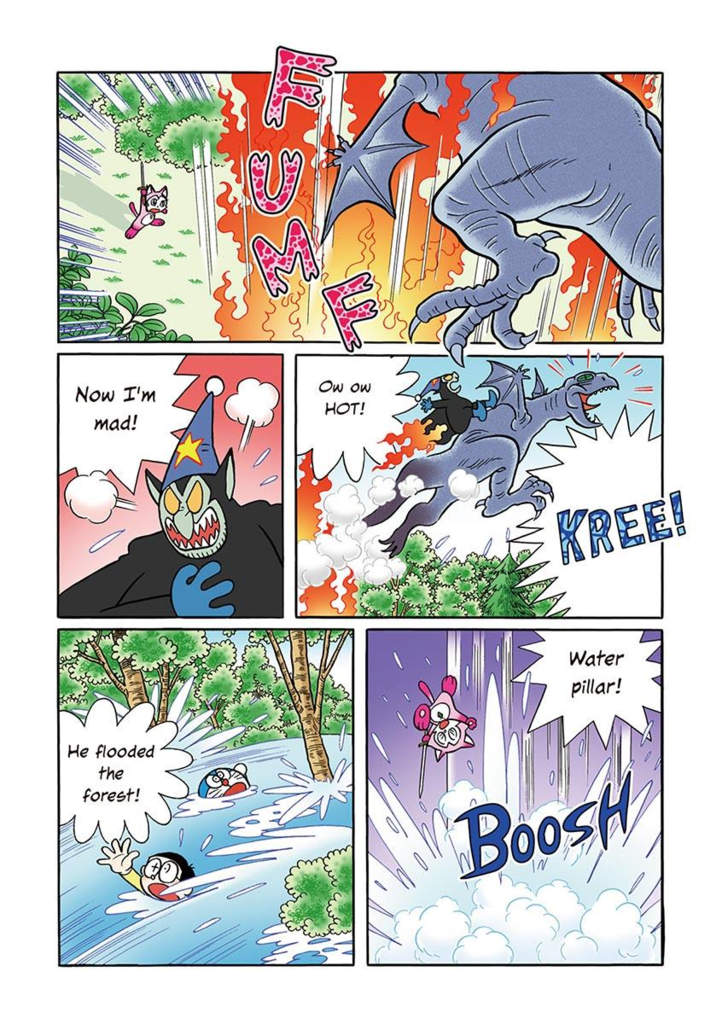 FUMF
Now I'm
mad!
Ow ow
HOT!
KREE!
He flooded
the
forest!
Water
pillar!
BOOSH